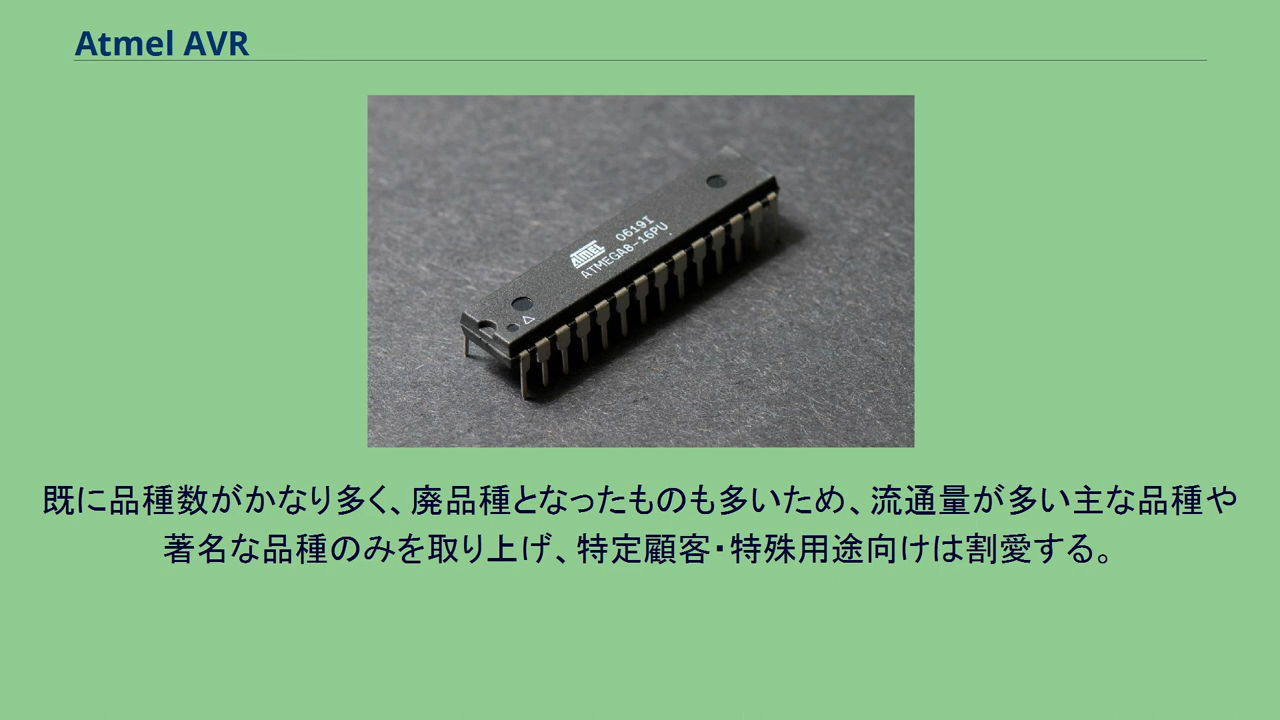 Atmel AVR
ATMEL 0619I
ATMEGA8-16PU
既に品種数がかなり多く、廃品種となったものも多いため、流通量が多い主な品種や
著名な品種のみを取り上げ、特定顧客・特殊用途向けは割愛する。